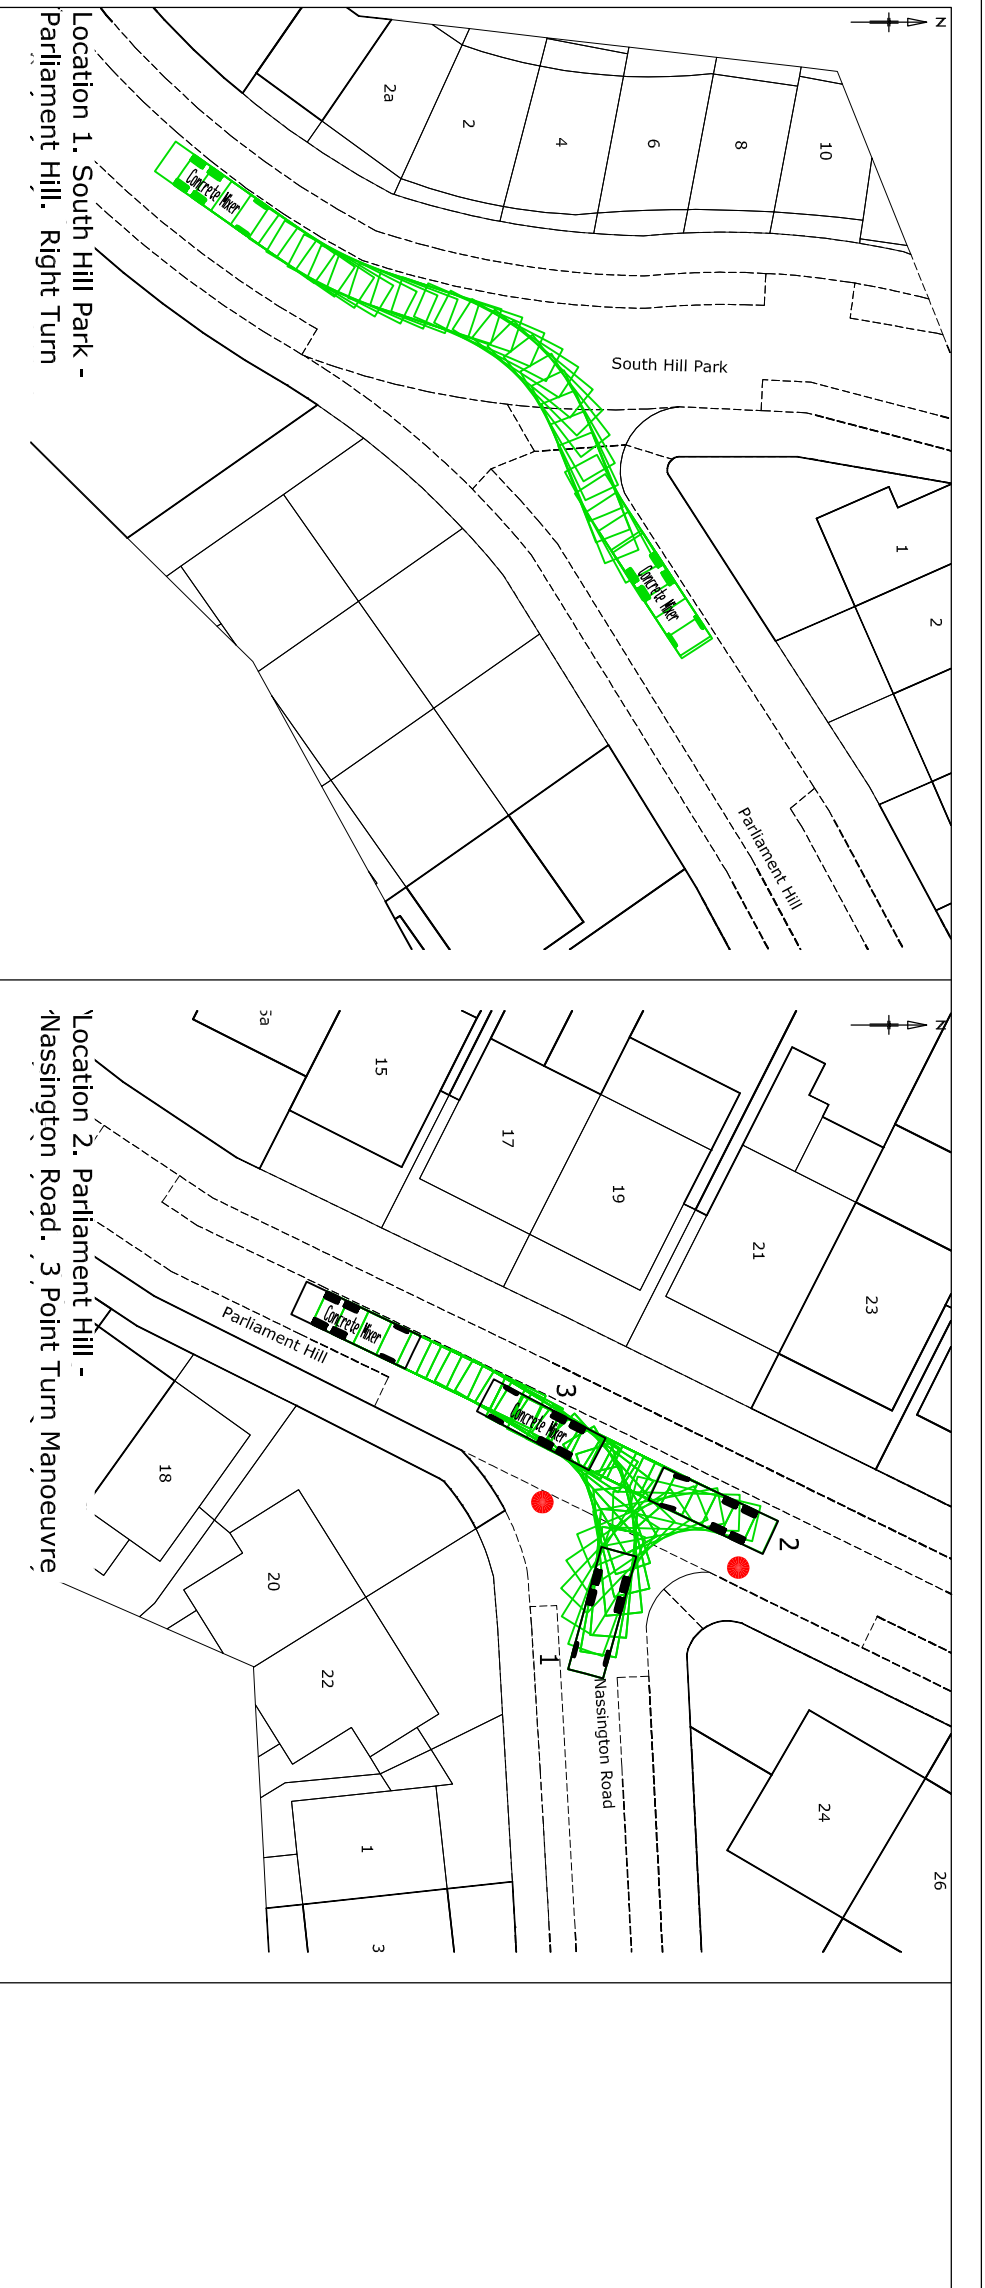 N
10
8
6
4
2
2a
South Hill Park
Concrete Mixer
Concrete Mixer
1
2
Parliament Hill
Location 1. South Hill Park -
Parliament Hill. Right Turn
N
5a
15
17
19
21
23
Parliament Hill
Concrete Mixer
Concrete Mixer
3
2
1
Nassington Road
18
20
22
1
3
24
26
Location 2. Parliament Hill -
Nassington Road. 3 Point Turn Manoeuvre